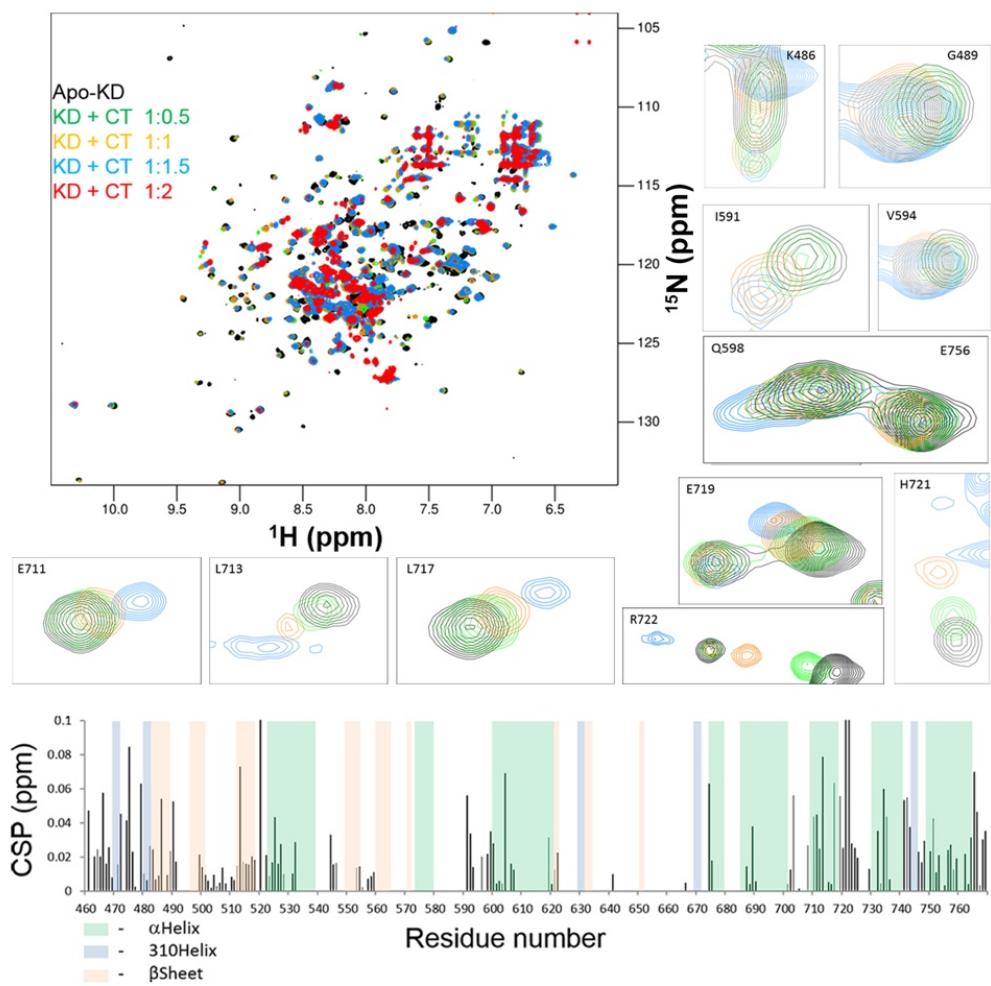 Apo-KD
KD + CT 1:0.5
KD + CT 1:1
KD + CT 1:1.5
KD + CT 1:2
105
110
115
120
125
130
¹⁵N (ppm)
10.0 9.5 9.0 8.5 8.0 7.5 7.0 6.5
¹H (ppm)
K486
G489
I591
V594
Q598 E756
E719
H721
R722
E711
L713
L717
CSP (ppm)
0.1
0.08
0.06
0.04
0.02
0
460 470 480 490 500 510 520 530 540 550 560 570 580 590 600 610 620 630 640 650 660 670 680 690 700 710 720 730 740 750 760
Residue number
- αHelix
- 310Helix
- βSheet